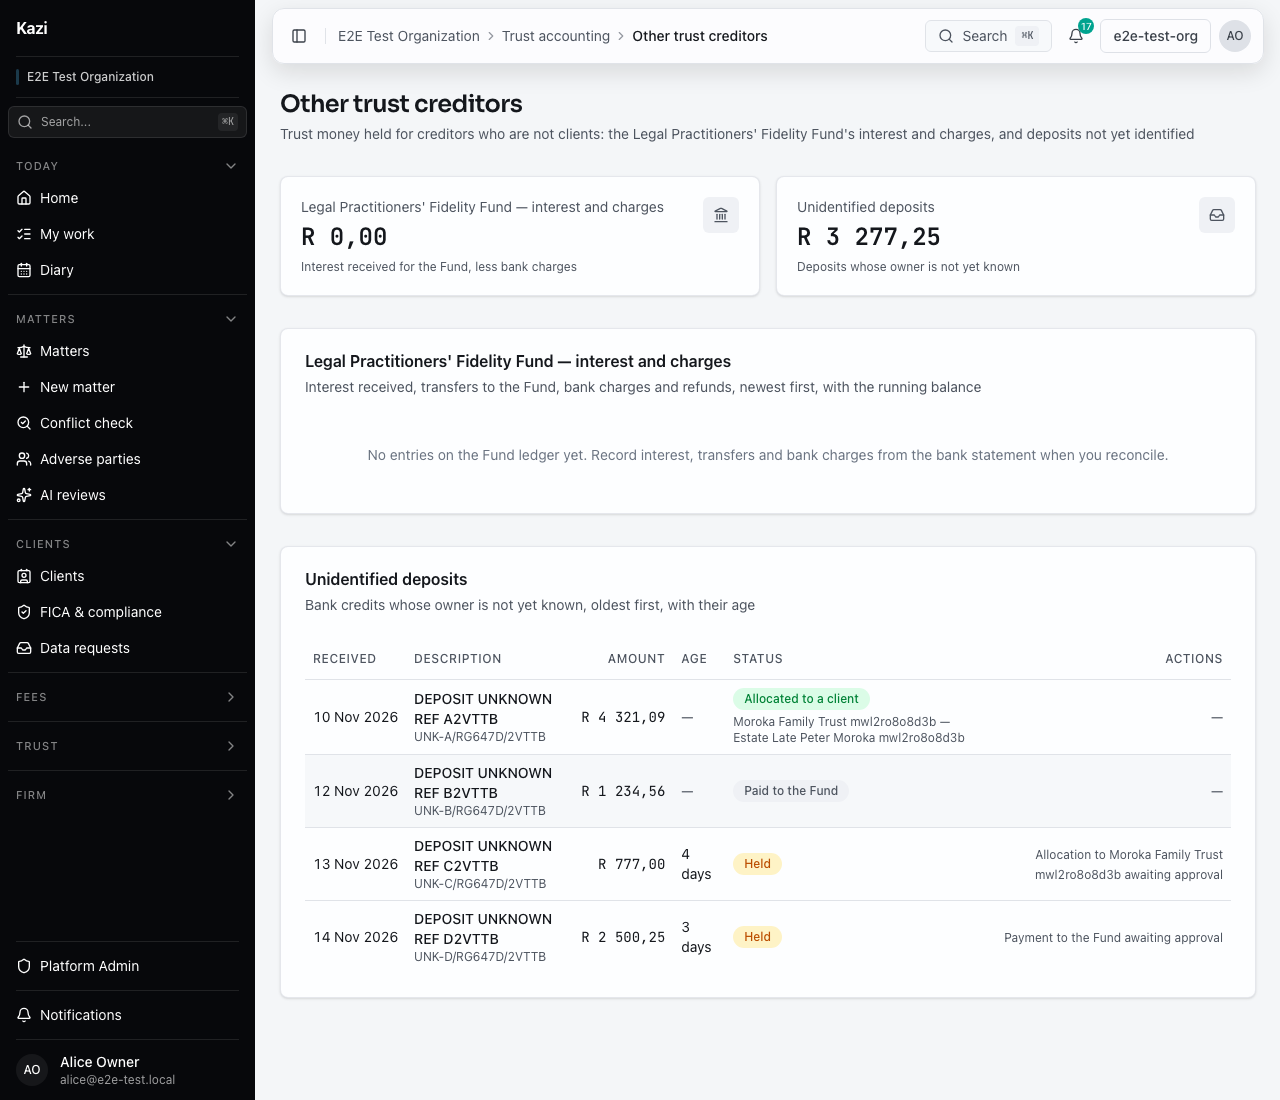 Kazi
E2E Test Organization
Search...
⌘K
TODAY
Home
My work
Diary
MATTERS
Matters
New matter
Conflict check
Adverse parties
AI reviews
CLIENTS
Clients
FICA & compliance
Data requests
FEES
TRUST
FIRM
Platform Admin
Notifications
AO
Alice Owner
alice@e2e-test.local
E2E Test Organization > Trust accounting > Other trust creditors
Search ⌘K
17
e2e-test-org
AO
Other trust creditors
Trust money held for creditors who are not clients: the Legal Practitioners' Fidelity Fund's interest and charges, and deposits not yet identified
Legal Practitioners' Fidelity Fund — interest and charges
R 0,00
Interest received for the Fund, less bank charges
Unidentified deposits
R 3 277,25
Deposits whose owner is not yet known
Legal Practitioners' Fidelity Fund — interest and charges
Interest received, transfers to the Fund, bank charges and refunds, newest first, with the running balance
No entries on the Fund ledger yet. Record interest, transfers and bank charges from the bank statement when you reconcile.
Unidentified deposits
Bank credits whose owner is not yet known, oldest first, with their age
RECEIVED DESCRIPTION AMOUNT AGE STATUS ACTIONS
10 Nov 2026
DEPOSIT UNKNOWN
REF A2VTTB
UNK-A/RG647D/2VTTB
R 4 321,09
—
Allocated to a client
Moroka Family Trust mwl2ro8o8d3b —
Estate Late Peter Moroka mwl2ro8o8d3b
—
12 Nov 2026
DEPOSIT UNKNOWN
REF B2VTTB
UNK-B/RG647D/2VTTB
R 1 234,56
—
Paid to the Fund
—
13 Nov 2026
DEPOSIT UNKNOWN
REF C2VTTB
UNK-C/RG647D/2VTTB
R 777,00
4
days
Held
Allocation to Moroka Family Trust
mwl2ro8o8d3b awaiting approval
14 Nov 2026
DEPOSIT UNKNOWN
REF D2VTTB
UNK-D/RG647D/2VTTB
R 2 500,25
3
days
Held
Payment to the Fund awaiting approval